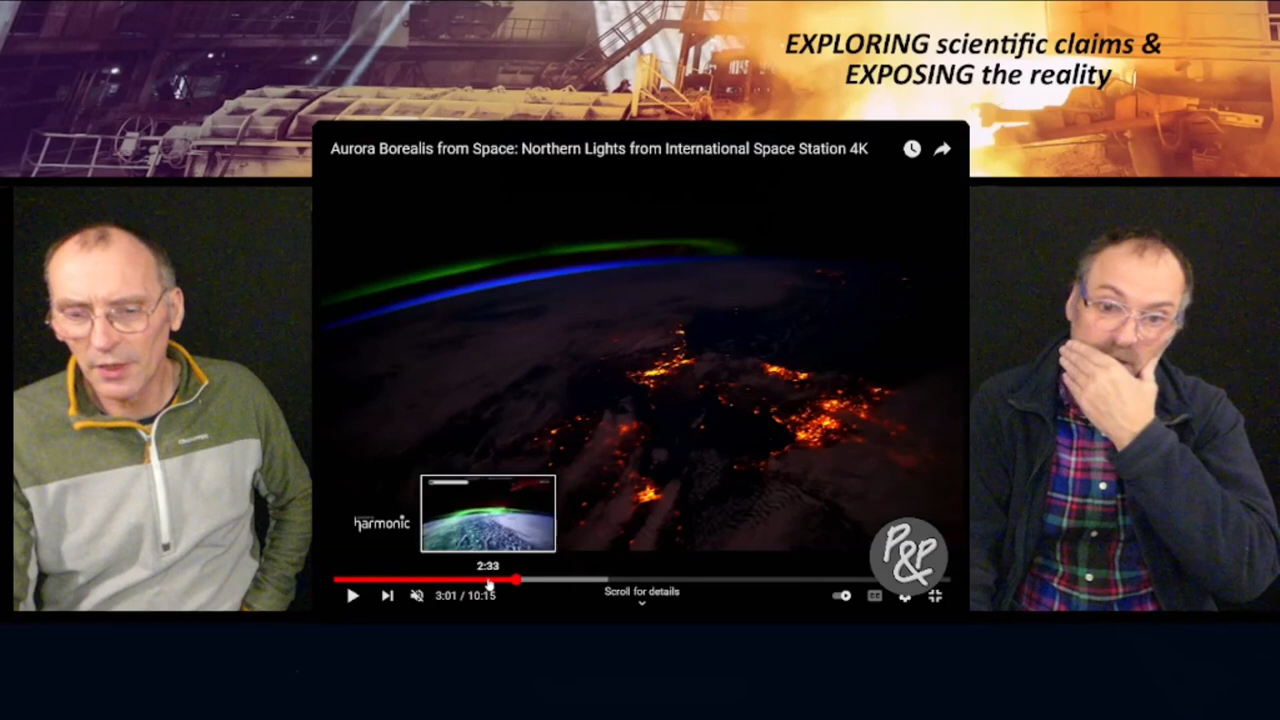 EXPLORING scientific claims &
EXPOSING the reality
Aurora Borealis from Space: Northern Lights from International Space Station 4K
harmonic
2:33
3:01 / 10:15
Scroll for details
CC
P&P